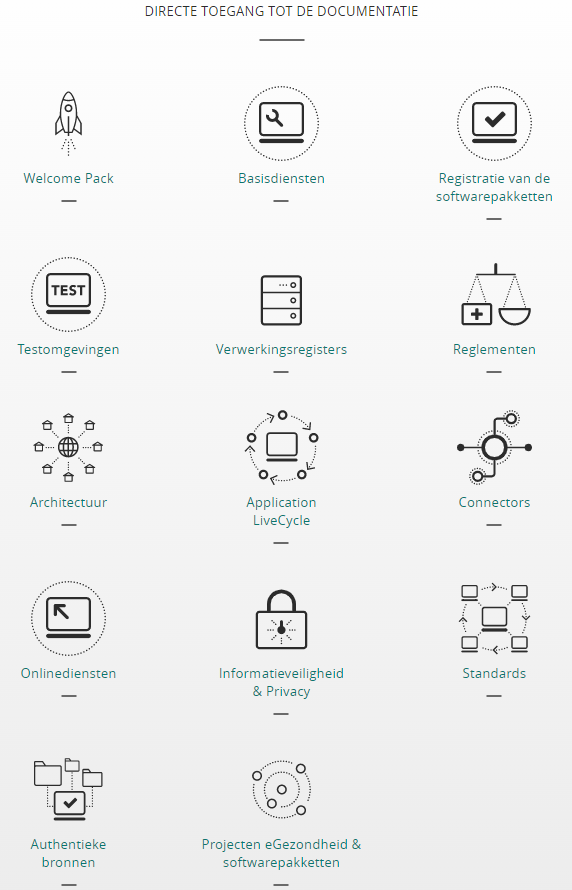 DIRECTE TOEGANG TOT DE DOCUMENTATIE
Welcome Pack
Basisdiensten
Registratie van de
softwarepakketten
TEST
Testomgevingen
Verwerkingsregisters
Reglementen
Architectuur
Application
LiveCycle
Connectors
Onlinediensten
Informatieveiligheid
& Privacy
Standards
Authentieke
bronnen
Projecten eGezondheid &
softwarepakketten